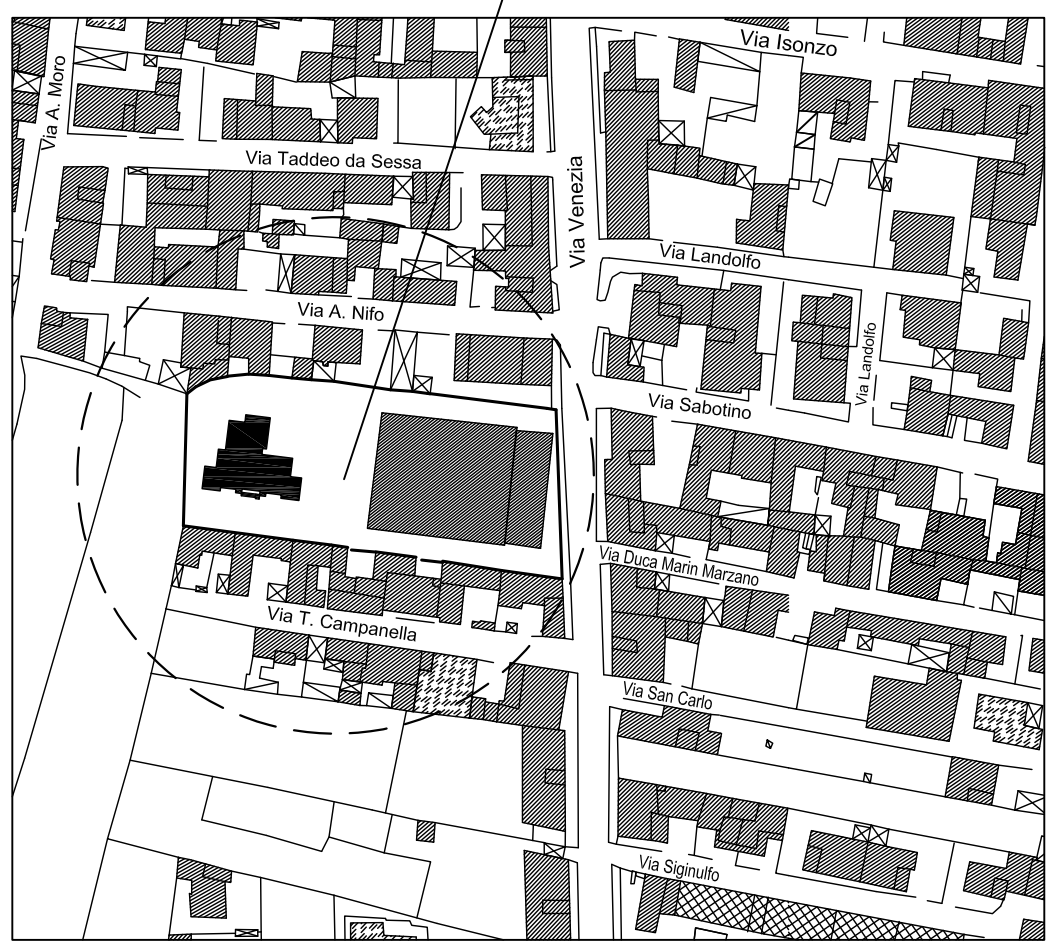 Via Isonzo
Via A. Moro
Via Taddeo da Sessa
Via Venezia
Via Landolfo
Via A. Nifo
Via Landolfo
Via Sabotino
Via Duca Marin Marzano
Via T. Campanella
Via San Carlo
Via Siginulfo